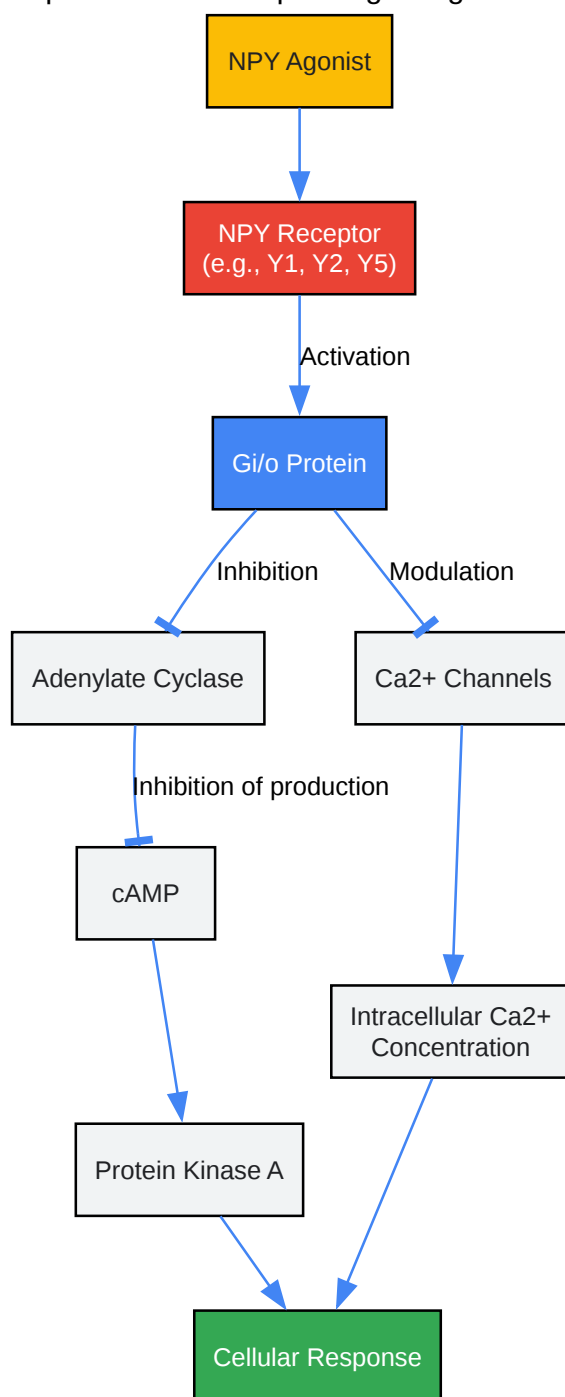 NPY Agonist
NPY Receptor
(e.g., Y1, Y2, Y5)
Activation
Gi/o Protein
Inhibition
Modulation
Adenylate Cyclase
Ca2+ Channels
Inhibition of production
cAMP
Intracellular Ca2+
Concentration
Protein Kinase A
Cellular Response